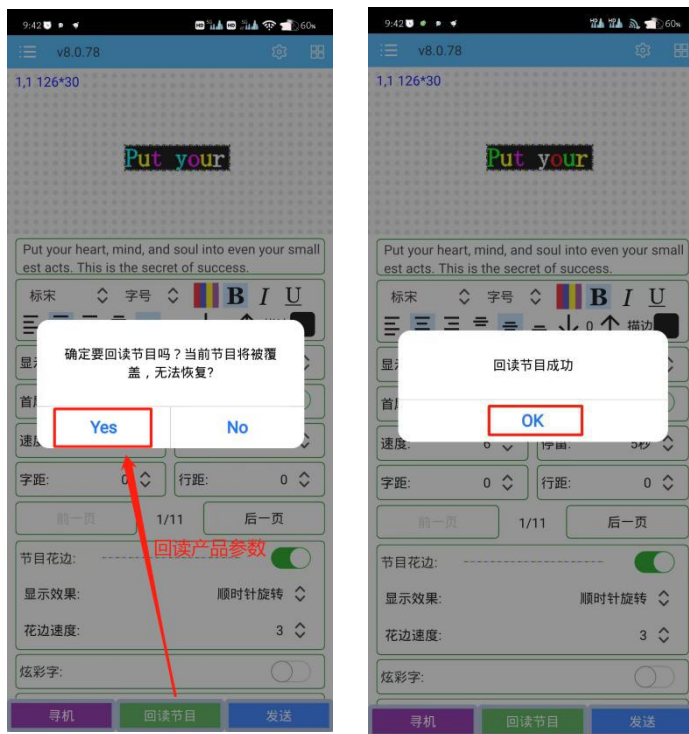 9:42
60%
v8.0.78
1,1 126*30
Put your
Put your heart, mind, and soul into even your small
est acts. This is the secret of success.
标宋 字号 B I U
确定要回读节目吗？当前节目将被覆
盖，无法恢复?
Yes No
字距: 0 行距: 0
前一页 1/11 后一页
回读产品参数
节目花边:
显示效果: 顺时针旋转
花边速度: 3
炫彩字:
寻机 回读节目 发送
9:42
60%
v8.0.78
1,1 126*30
Put your
Put your heart, mind, and soul into even your small
est acts. This is the secret of success.
标宋 字号 B I U
0 描边
回读节目成功
OK
速度: 6 停留: 5秒
字距: 0 行距: 0
前一页 1/11 后一页
节目花边:
显示效果: 顺时针旋转
花边速度: 3
炫彩字:
寻机 回读节目 发送